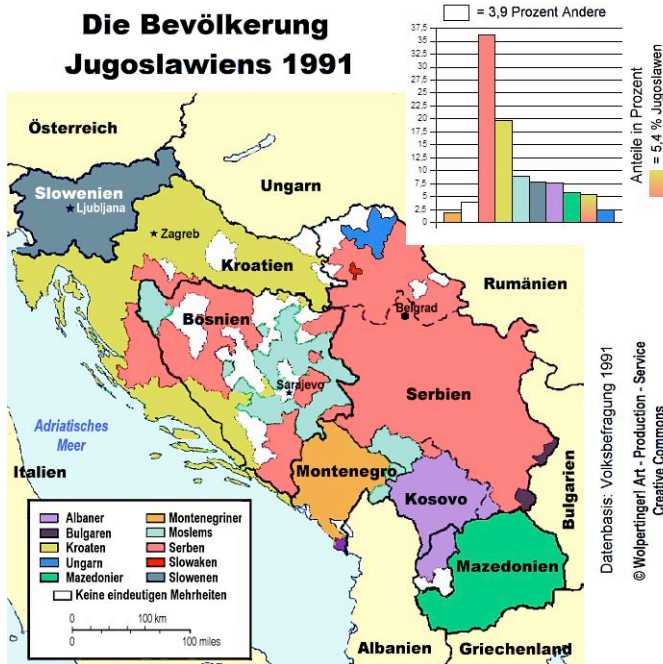 Die Bevölkerung
Jugoslawiens 1991
= 3,9 Prozent Andere
37,5
35
32,5
30
27,5
25
22,5
20
17,5
15
12,5
10
7,5
5
2,5
0
Anteile in Prozent
= 5,4 % Jugoslawen
Österreich
Ungarn
Slowenien
Ljubljana
Zagreb
Kroatien
Rumänien
Belgrad
Bosnien
Sarajevo
Serbien
Adriatisches
Meer
Italien
Montenegro
Kosovo
Bulgarien
Mazedonien
Albanien
Griechenland
Albaner
Bulgaren
Kroaten
Ungarn
Mazedonier
Montenegriner
Moslems
Serben
Slowaken
Slowenen
Keine eindeutigen Mehrheiten
0 100 km
0 100 miles
Datenbasis: Volksbefragung 1991
© Wolpertinger! Art - Production - Service
Creative Commons